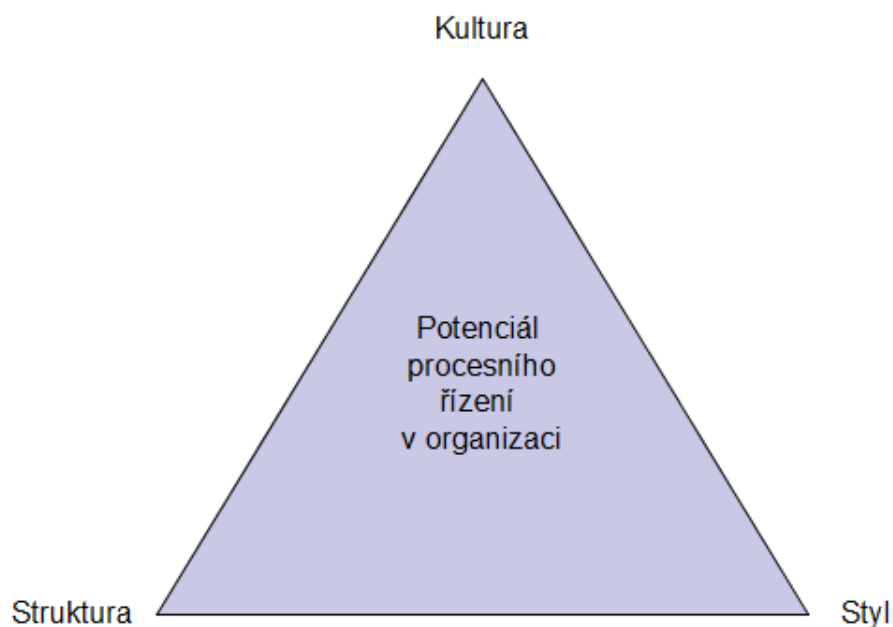 Kultura
Potenciál
procesního
řízení
v organizaci
Struktura
Styl